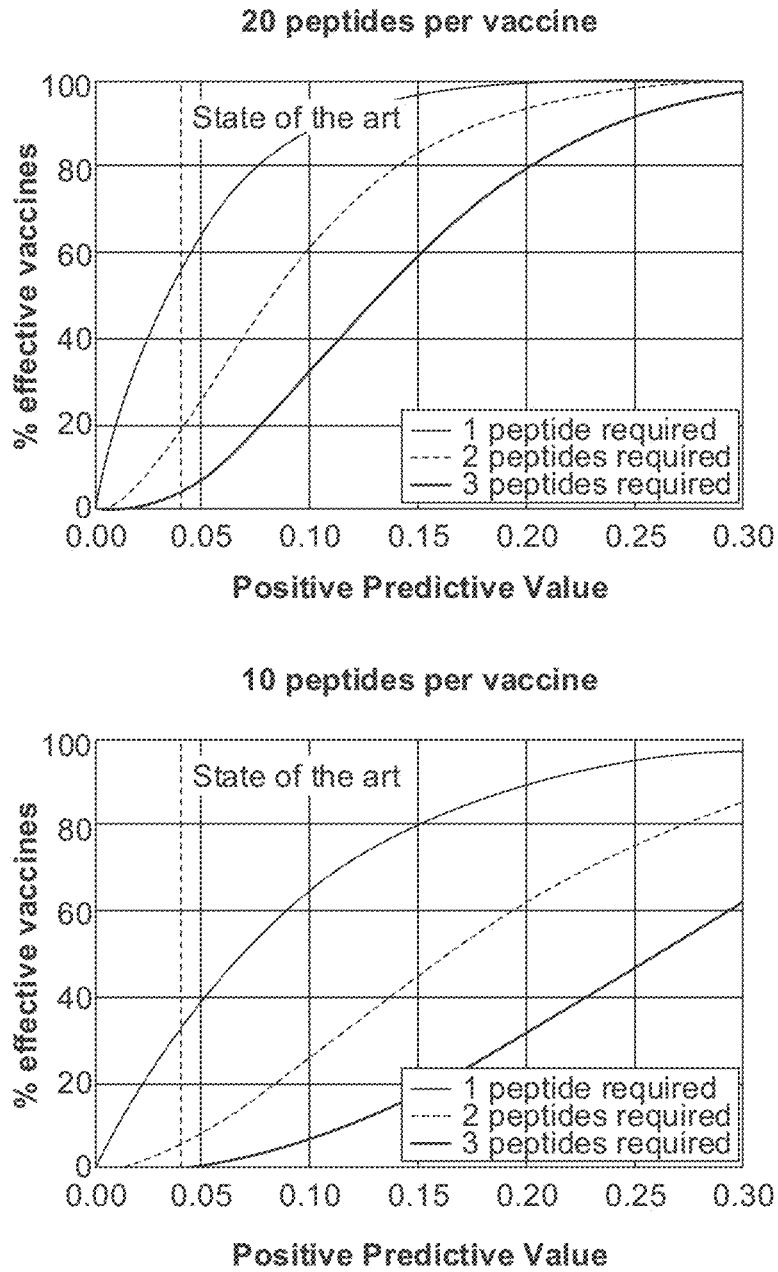 20 peptides per vaccine
% effective vaccines
100
80
60
40
20
0
State of the art
1 peptide required
2 peptides required
3 peptides required
0.00 0.05 0.10 0.15 0.20 0.25 0.30
Positive Predictive Value
10 peptides per vaccine
% effective vaccines
100
80
60
40
20
0
State of the art
1 peptide required
2 peptides required
3 peptides required
0.00 0.05 0.10 0.15 0.20 0.25 0.30
Positive Predictive Value